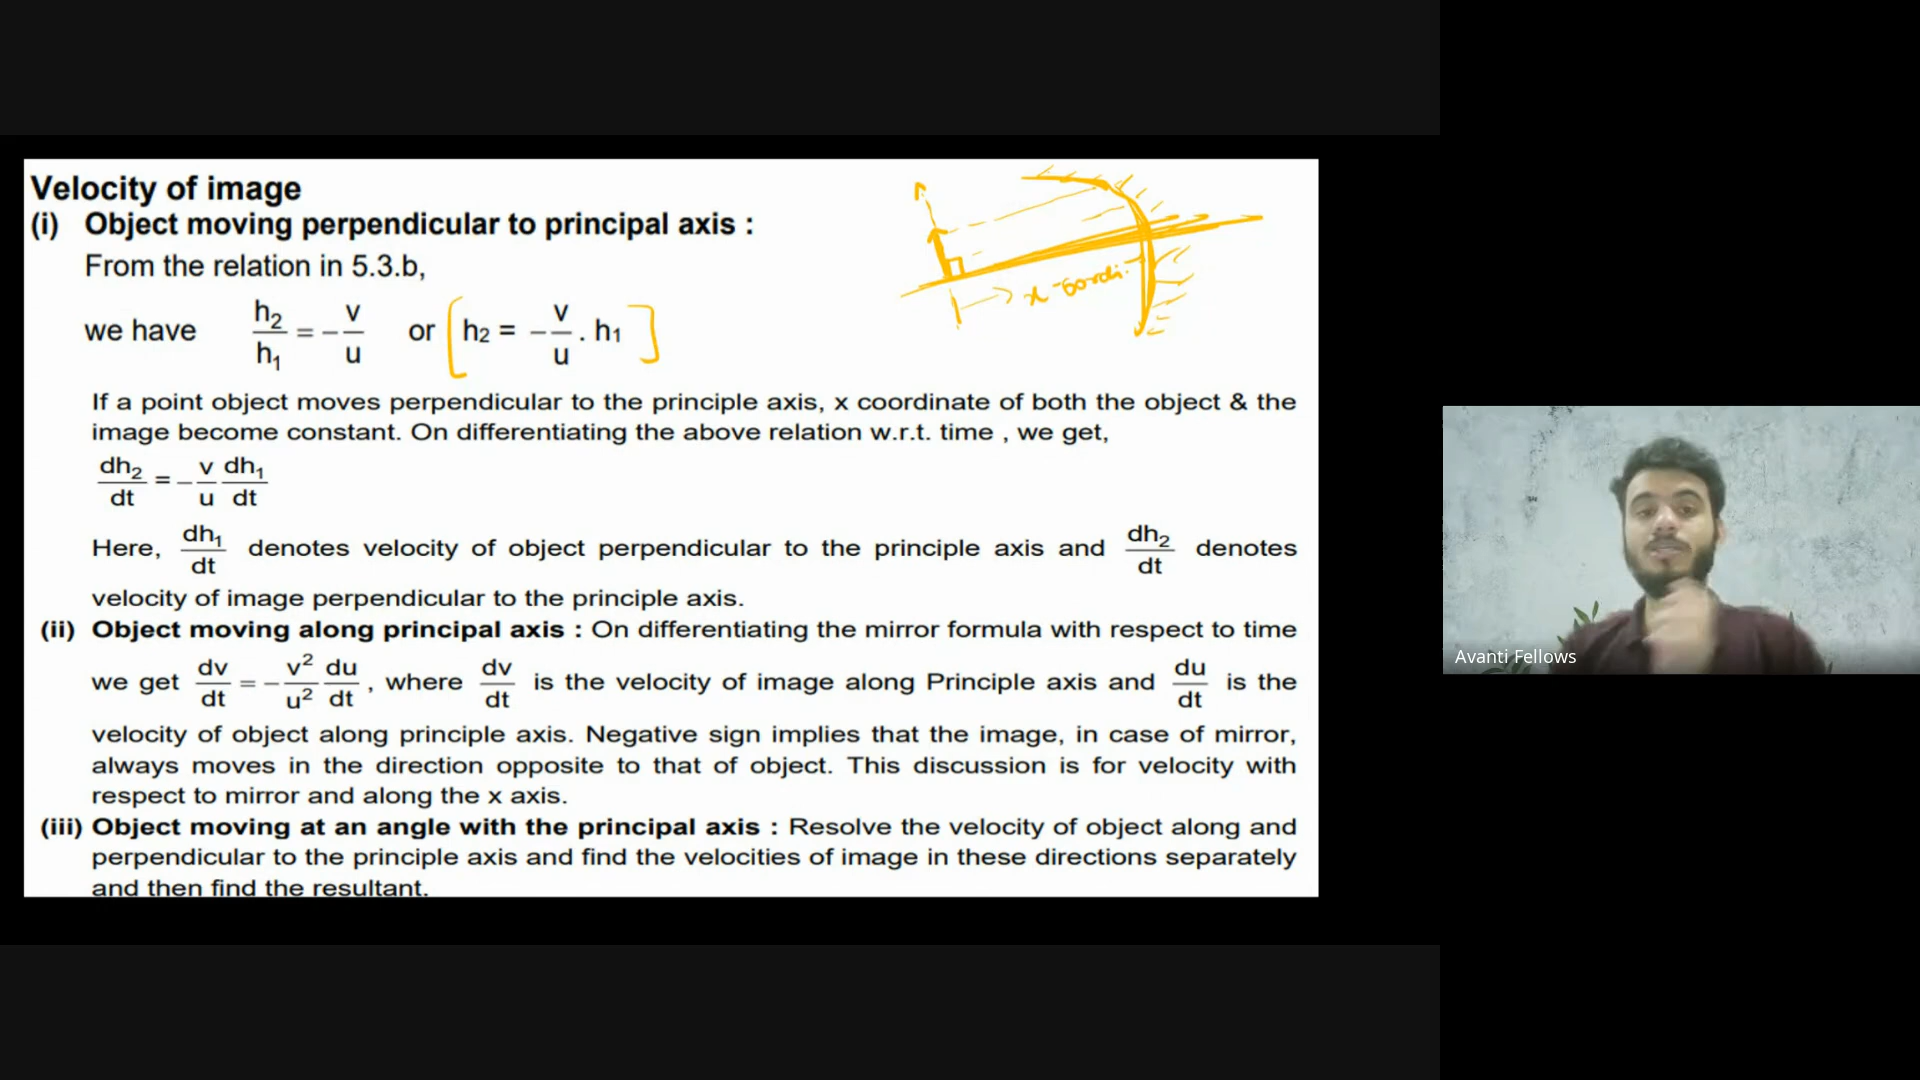 Velocity of image
(i) Object moving perpendicular to principal axis :
From the relation in 5.3.b,
we have h₂/h₁ = − v/u or h₂ = − v/u . h₁
x-coordi.
If a point object moves perpendicular to the principle axis, x coordinate of both the object & the
image become constant. On differentiating the above relation w.r.t. time , we get,
dh₂/dt = − v/u dh₁/dt
Here, dh₁/dt denotes velocity of object perpendicular to the principle axis and dh₂/dt denotes
velocity of image perpendicular to the principle axis.
(ii) Object moving along principal axis : On differentiating the mirror formula with respect to time
we get dv/dt = − v²/u² du/dt , where dv/dt is the velocity of image along Principle axis and du/dt is the
velocity of object along principle axis. Negative sign implies that the image, in case of mirror,
always moves in the direction opposite to that of object. This discussion is for velocity with
respect to mirror and along the x axis.
(iii) Object moving at an angle with the principal axis : Resolve the velocity of object along and
perpendicular to the principle axis and find the velocities of image in these directions separately
and then find the resultant.
Avanti Fellows